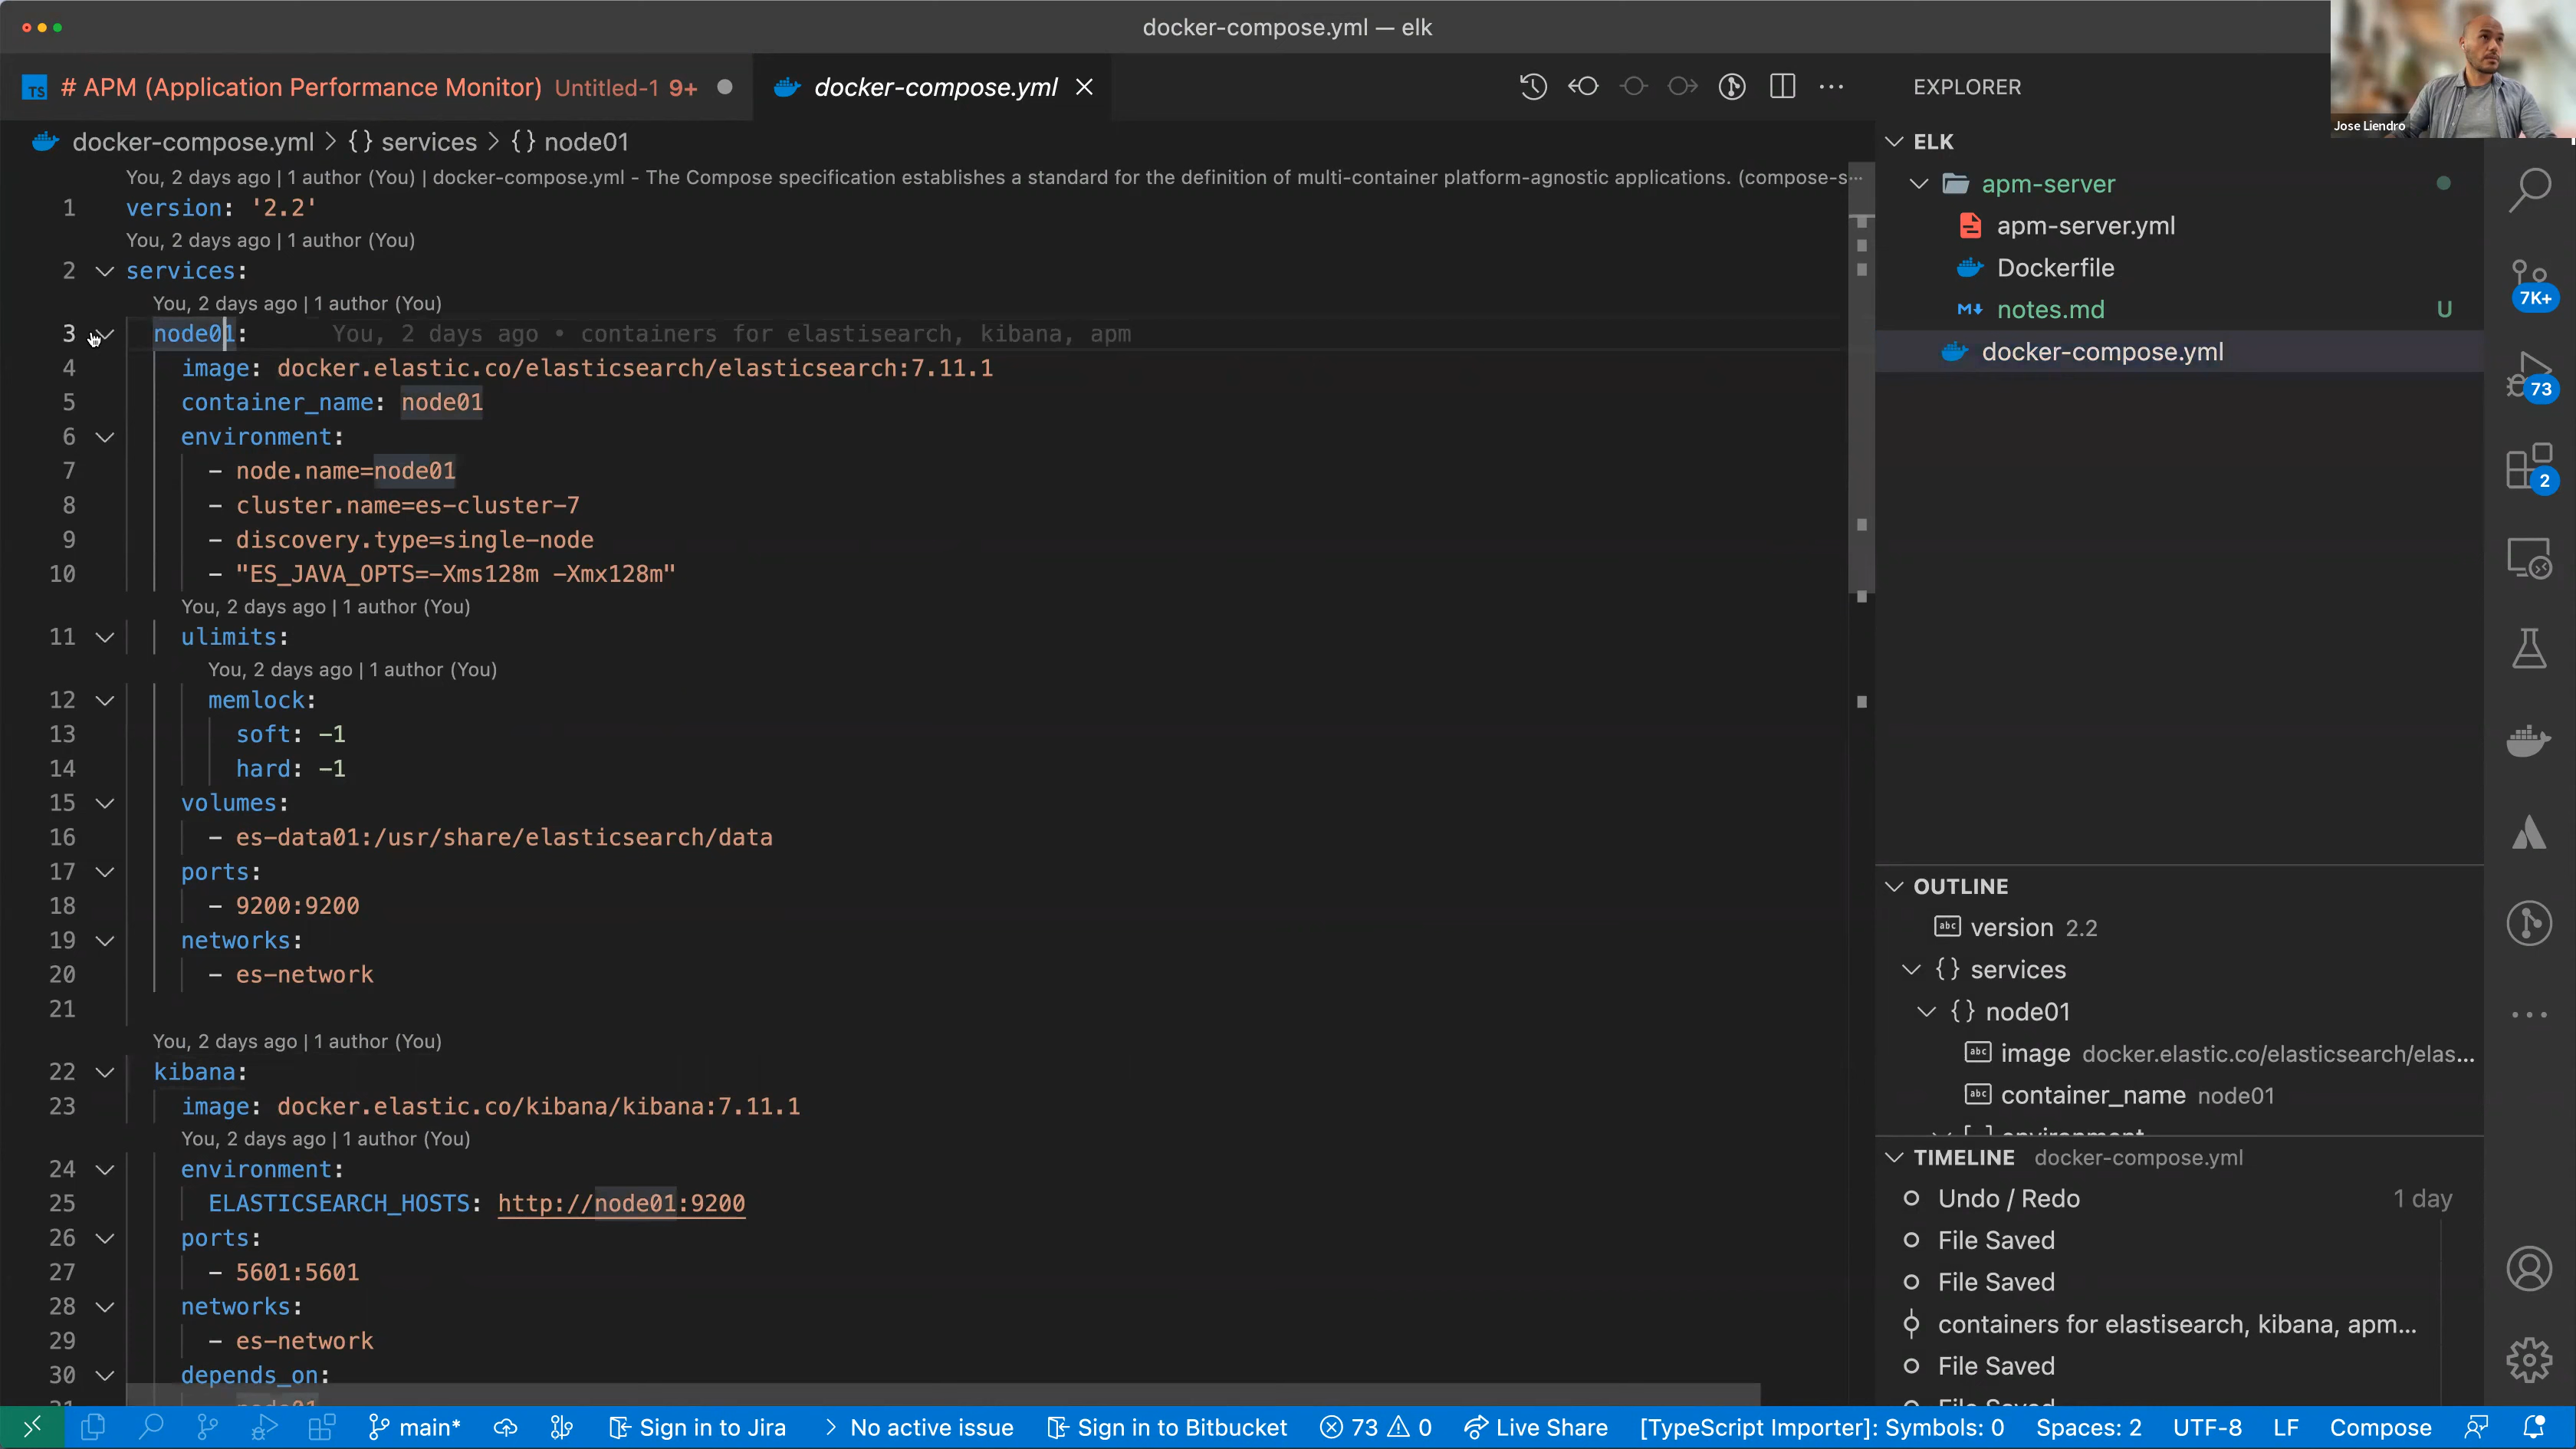 docker-compose.yml — elk
TS # APM (Application Performance Monitor) Untitled-1 9+
docker-compose.yml
docker-compose.yml > {} services > {} node01
You, 2 days ago | 1 author (You) | docker-compose.yml - The Compose specification establishes a standard for the definition of multi-container platform-agnostic applications. (compose-s...
1 version: '2.2'
You, 2 days ago | 1 author (You)
2 services:
You, 2 days ago | 1 author (You)
3 node01: You, 2 days ago • containers for elastisearch, kibana, apm
4 image: docker.elastic.co/elasticsearch/elasticsearch:7.11.1
5 container_name: node01
6 environment:
7 - node.name=node01
8 - cluster.name=es-cluster-7
9 - discovery.type=single-node
10 - "ES_JAVA_OPTS=-Xms128m -Xmx128m"
You, 2 days ago | 1 author (You)
11 ulimits:
You, 2 days ago | 1 author (You)
12 memlock:
13 soft: -1
14 hard: -1
15 volumes:
16 - es-data01:/usr/share/elasticsearch/data
17 ports:
18 - 9200:9200
19 networks:
20 - es-network
21
You, 2 days ago | 1 author (You)
22 kibana:
23 image: docker.elastic.co/kibana/kibana:7.11.1
You, 2 days ago | 1 author (You)
24 environment:
25 ELASTICSEARCH_HOSTS: http://node01:9200
26 ports:
27 - 5601:5601
28 networks:
29 - es-network
30 depends_on:
EXPLORER
Jose Liendro
ELK
apm-server
apm-server.yml
Dockerfile
notes.md U
docker-compose.yml
7K+
73
2
OUTLINE
abc version 2.2
{} services
{} node01
abc image docker.elastic.co/elasticsearch/elas...
abc container_name node01
[ ] environment
TIMELINE docker-compose.yml
Undo / Redo 1 day
File Saved
File Saved
containers for elastisearch, kibana, apm...
File Saved
File Saved
main* Sign in to Jira > No active issue Sign in to Bitbucket 73 0 Live Share [TypeScript Importer]: Symbols: 0 Spaces: 2 UTF-8 LF Compose